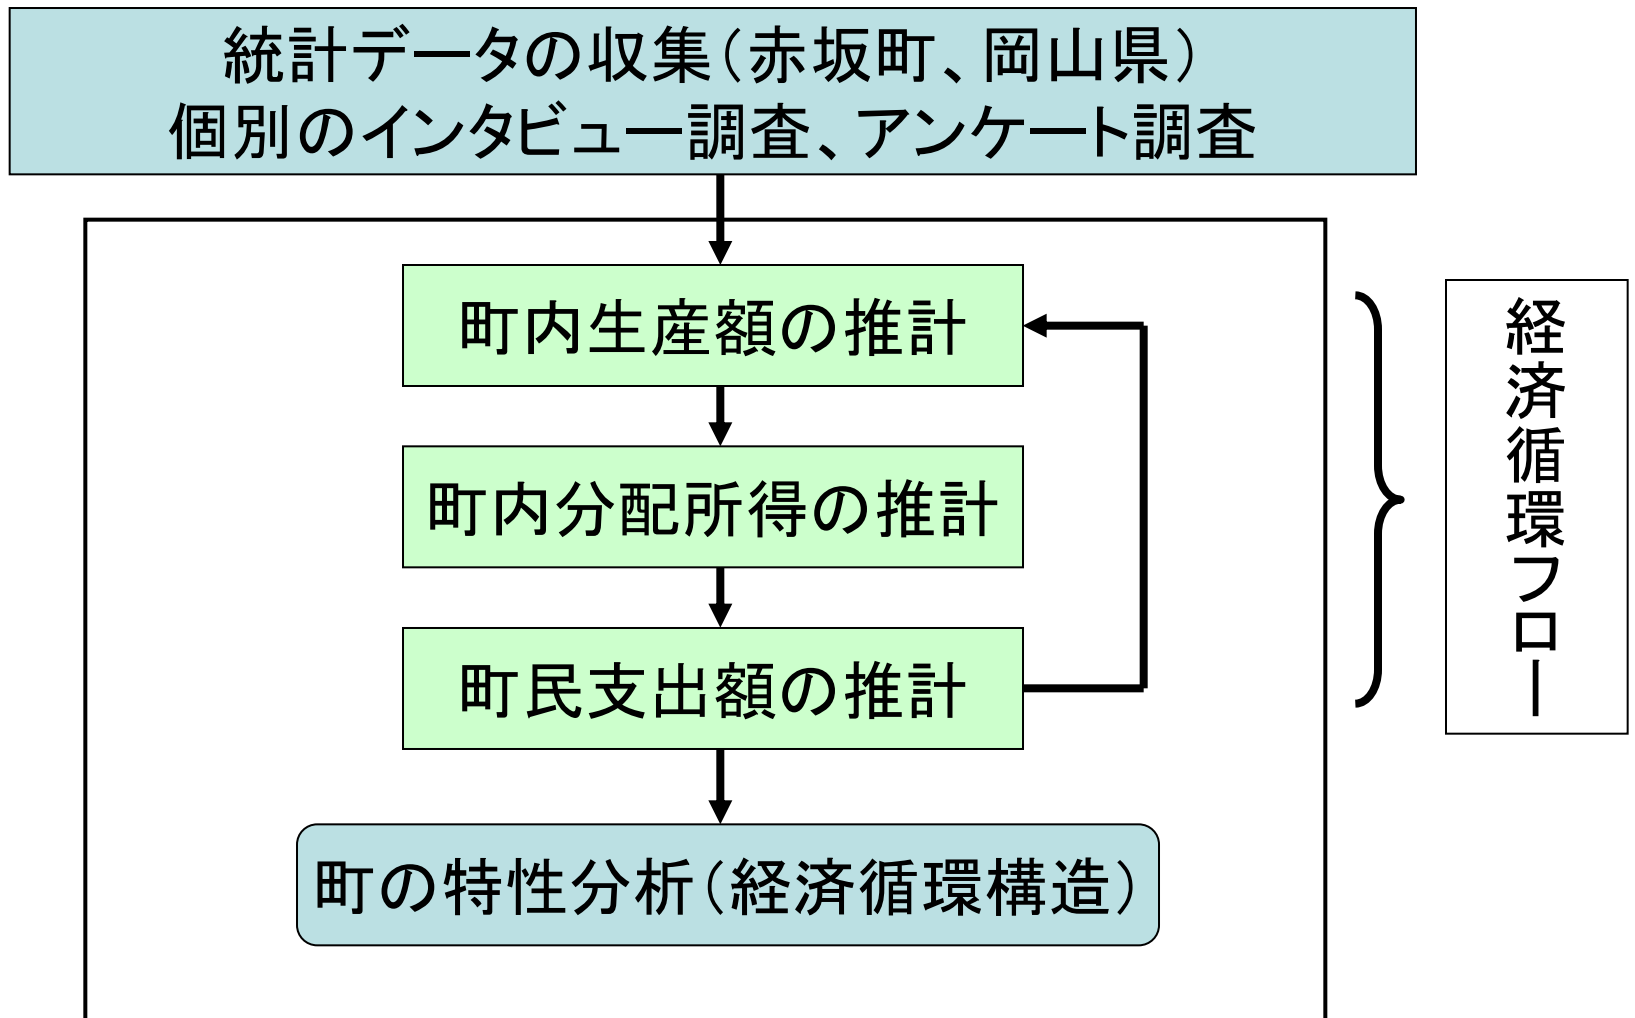 統計データの収集（赤坂町、岡山県）
個別のインタビュー調査、アンケート調査
町内生産額の推計
町内分配所得の推計
町民支出額の推計
町の特性分析（経済循環構造）
経済循環フロー